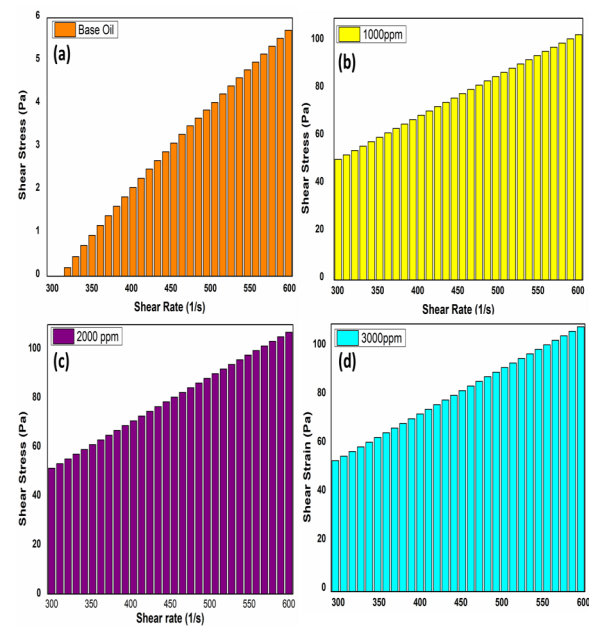 Base Oil
(a)
Shear Stress (Pa)
6
5
4
3
2
1
0
300 350 400 450 500 550 600
Shear Rate (1/s)
1000ppm
(b)
Shear Stress (Pa)
100
80
60
40
20
0
300 350 400 450 500 550 600
Shear Rate (1/s)
2000 ppm
(c)
Shear Stress (Pa)
100
80
60
40
20
0
300 350 400 450 500 550 600
Shear rate (1/s)
3000ppm
(d)
Shear Strain (Pa)
100
80
60
40
20
0
300 350 400 450 500 550 600
Shear Rate (1/s)